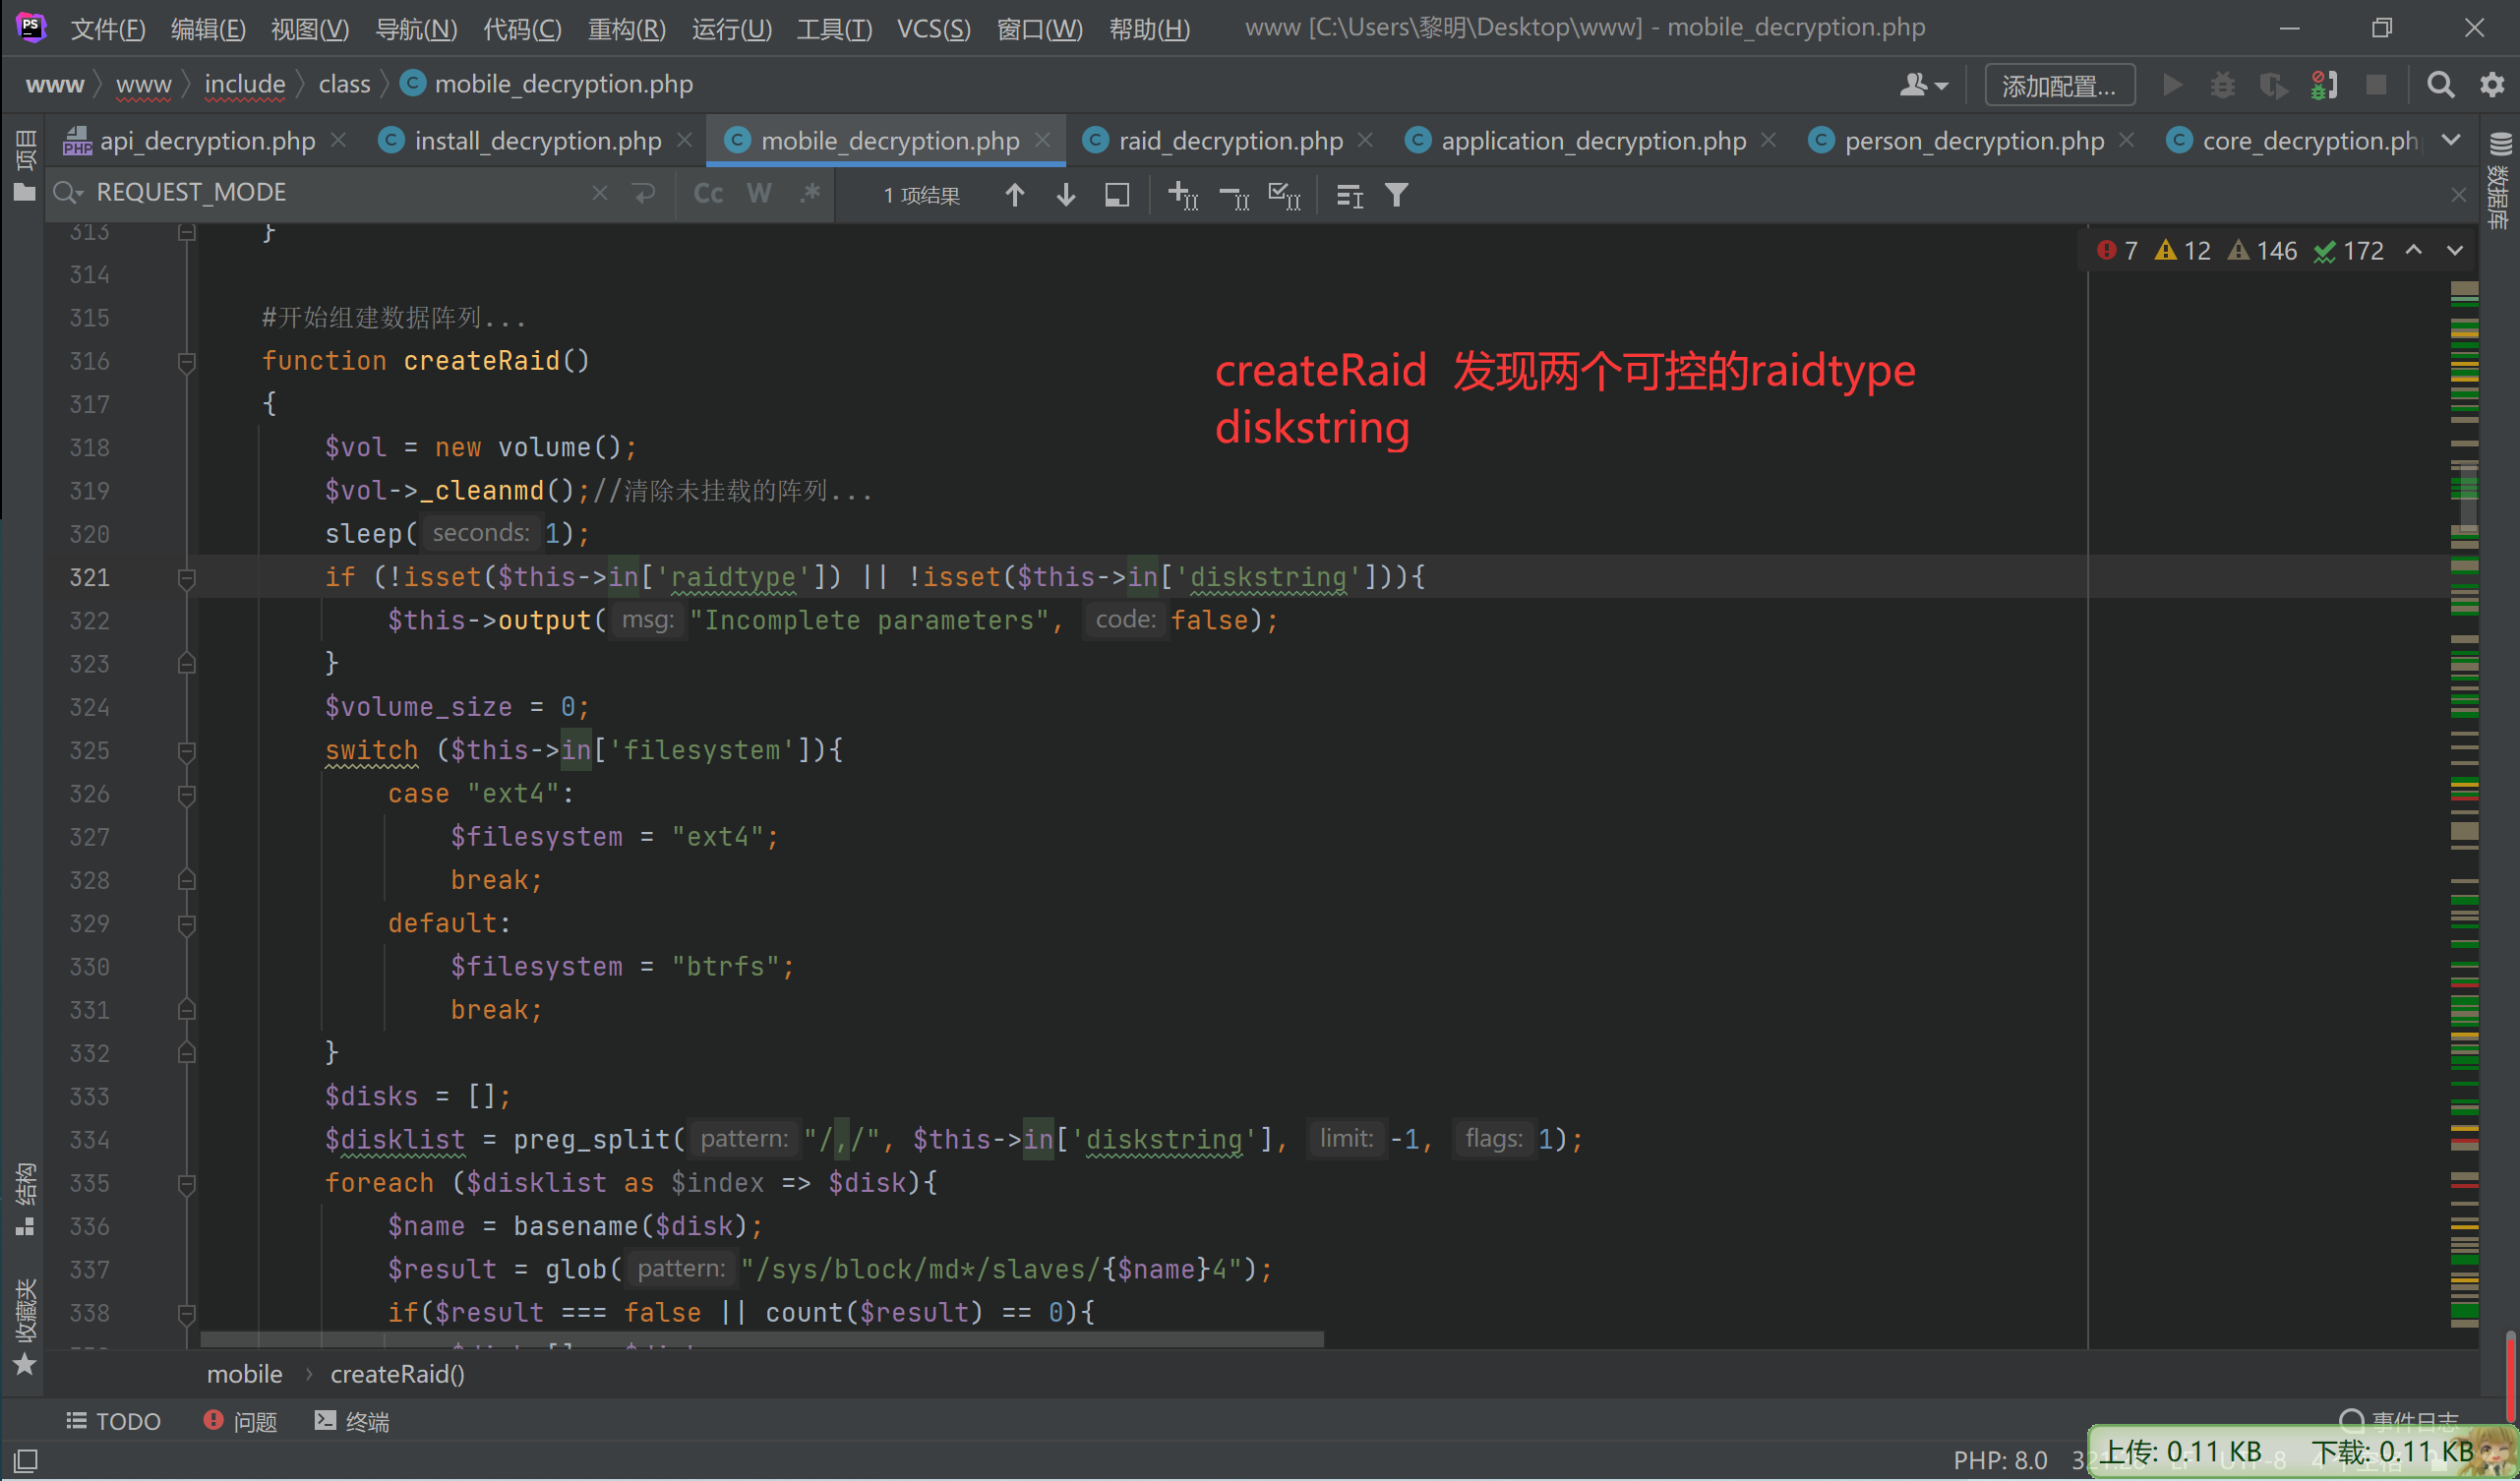 文件(F) 编辑(E) 视图(V) 导航(N) 代码(C) 重构(R) 运行(U) 工具(T) VCS(S) 窗口(W) 帮助(H) www [C:\Users\黎明\Desktop\www] - mobile_decryption.php
www www include class mobile_decryption.php 添加配置...
api_decryption.php install_decryption.php mobile_decryption.php raid_decryption.php application_decryption.php person_decryption.php core_decryption.ph
REQUEST_MODE Cc W .* 1 项结果
项目
数据库
7 12 146 172
313 }
314
315 #开始组建数据阵列...
316 function createRaid()
317 {
318 $vol = new volume();
319 $vol->_cleanmd();//清除未挂载的阵列...
320 sleep( seconds: 1);
321 if (!isset($this->in['raidtype']) || !isset($this->in['diskstring'])){
322 $this->output( msg: "Incomplete parameters", code: false);
323 }
324 $volume_size = 0;
325 switch ($this->in['filesystem']){
326 case "ext4":
327 $filesystem = "ext4";
328 break;
329 default:
330 $filesystem = "btrfs";
331 break;
332 }
333 $disks = [];
334 $disklist = preg_split( pattern: "/,/", $this->in['diskstring'], limit: -1, flags: 1);
335 foreach ($disklist as $index => $disk){
336 $name = basename($disk);
337 $result = glob( pattern: "/sys/block/md*/slaves/{$name}4");
338 if($result === false || count($result) == 0){
createRaid 发现两个可控的raidtype
diskstring
结构
收藏夹
mobile › createRaid()
TODO 问题 终端 事件日志
PHP: 8.0
上传: 0.11 KB 下载: 0.11 KB